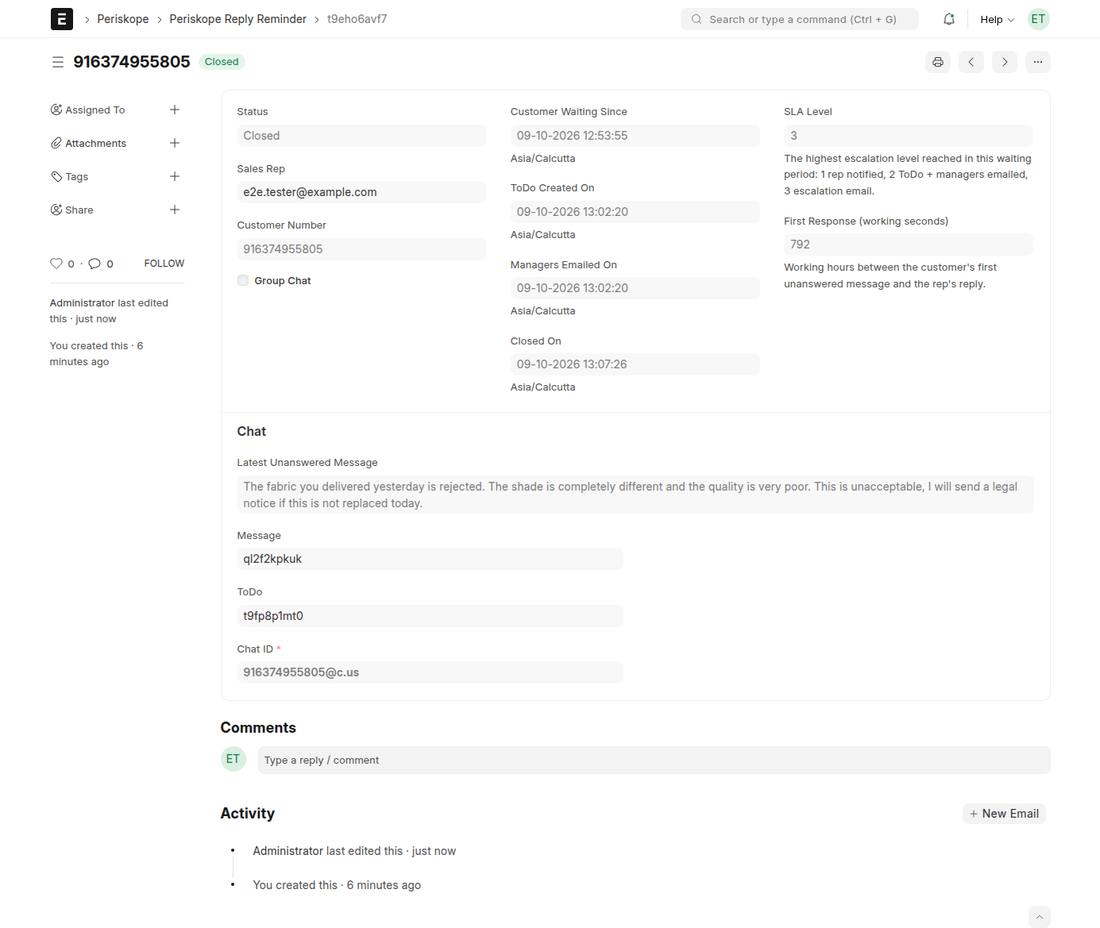 Periskope
Periskope Reply Reminder
t9eho6avf7
Search or type a command (Ctrl + G)
Help
ET
916374955805
Closed
Assigned To
Attachments
Tags
Share
0 · 0 FOLLOW
Administrator last edited
this · just now
You created this · 6
minutes ago
Status
Closed
Sales Rep
e2e.tester@example.com
Customer Number
916374955805
Group Chat
Customer Waiting Since
09-10-2026 12:53:55
Asia/Calcutta
ToDo Created On
09-10-2026 13:02:20
Asia/Calcutta
Managers Emailed On
09-10-2026 13:02:20
Asia/Calcutta
Closed On
09-10-2026 13:07:26
Asia/Calcutta
SLA Level
3
The highest escalation level reached in this waiting
period: 1 rep notified, 2 ToDo + managers emailed,
3 escalation email.
First Response (working seconds)
792
Working hours between the customer's first
unanswered message and the rep's reply.
Chat
Latest Unanswered Message
The fabric you delivered yesterday is rejected. The shade is completely different and the quality is very poor. This is unacceptable, I will send a legal
notice if this is not replaced today.
Message
ql2f2kpkuk
ToDo
t9fp8p1mt0
Chat ID *
916374955805@c.us
Comments
ET
Type a reply / comment
Activity
+ New Email
Administrator last edited this · just now
You created this · 6 minutes ago